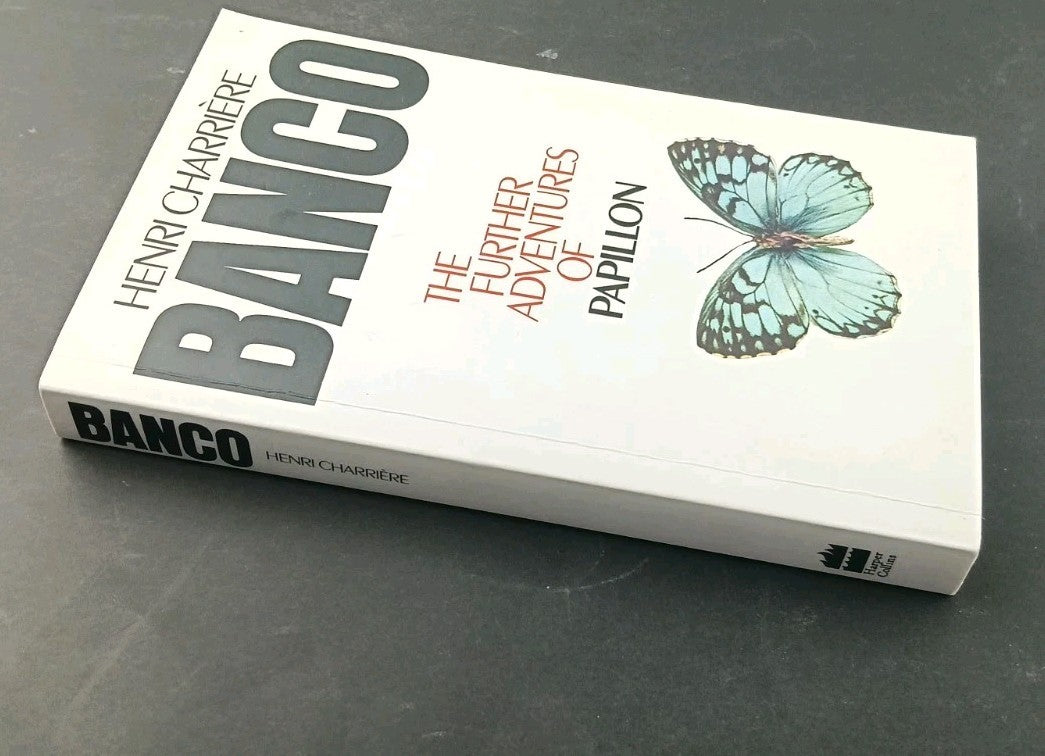 HENRI CHARRIÈRE
BANCO
THE
FURTHER
ADVENTURES
OF
PAPILLON
BANCO HENRI CHARRIÈRE
Harper
Collins